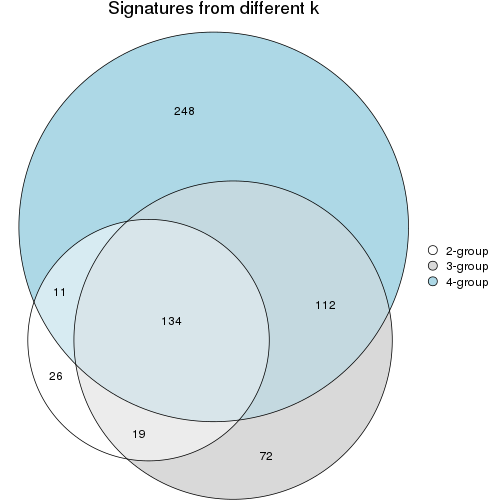 Signatures from different k
248
2-group
3-group
4-group
11
112
134
26
19
72